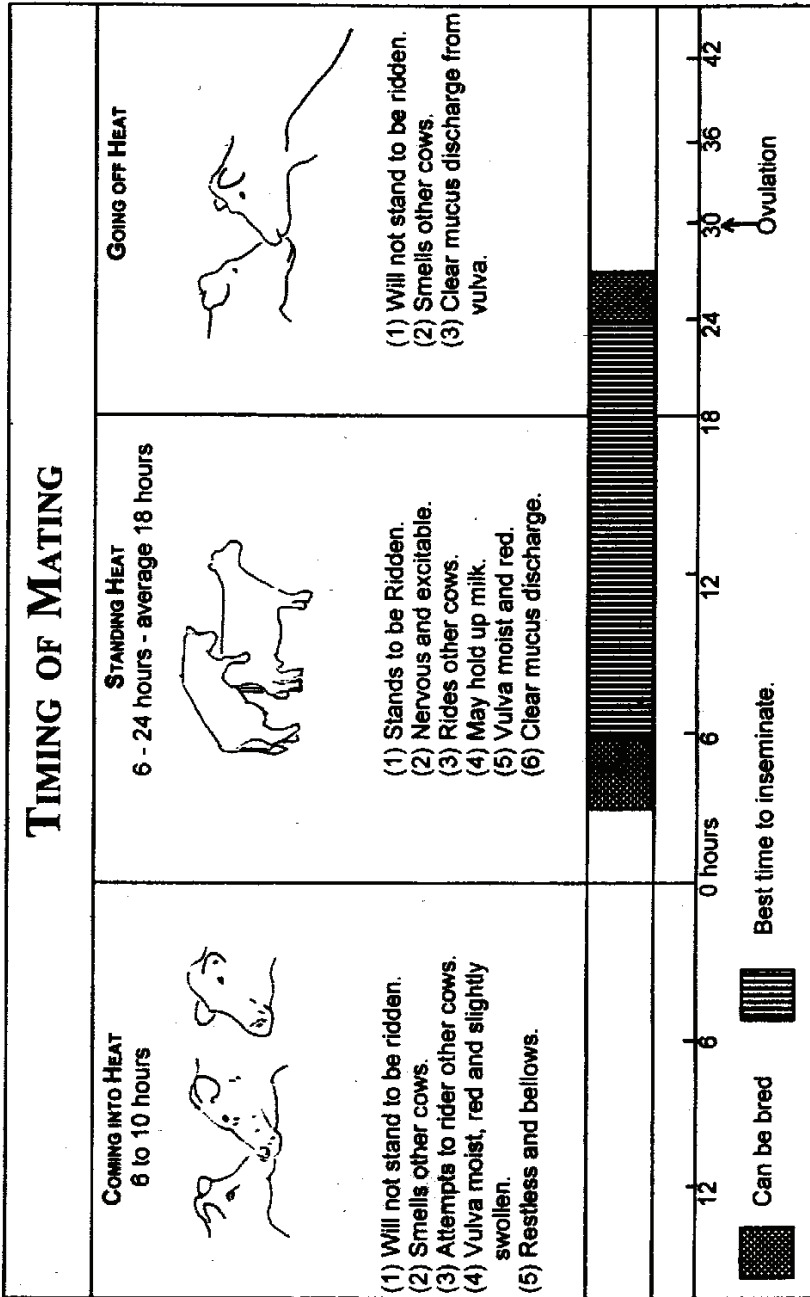 TIMING OF MATING
COMING INTO HEAT
6 to 10 hours
(1) Will not stand to be ridden.
(2) Smells other cows.
(3) Attempts to rider other cows.
(4) Vulva moist, red and slightly
swollen.
(5) Restless and bellows.
STANDING HEAT
6 - 24 hours - average 18 hours
(1) Stands to be Ridden.
(2) Nervous and excitable.
(3) Rides other cows.
(4) May hold up milk.
(5) Vulva moist and red.
(6) Clear mucus discharge.
GOING OFF HEAT
(1) Will not stand to be ridden.
(2) Smells other cows.
(3) Clear mucus discharge from
vulva.
12 6 0 hours 6 12 18 24 30 36 42
Ovulation
Can be bred
Best time to inseminate.